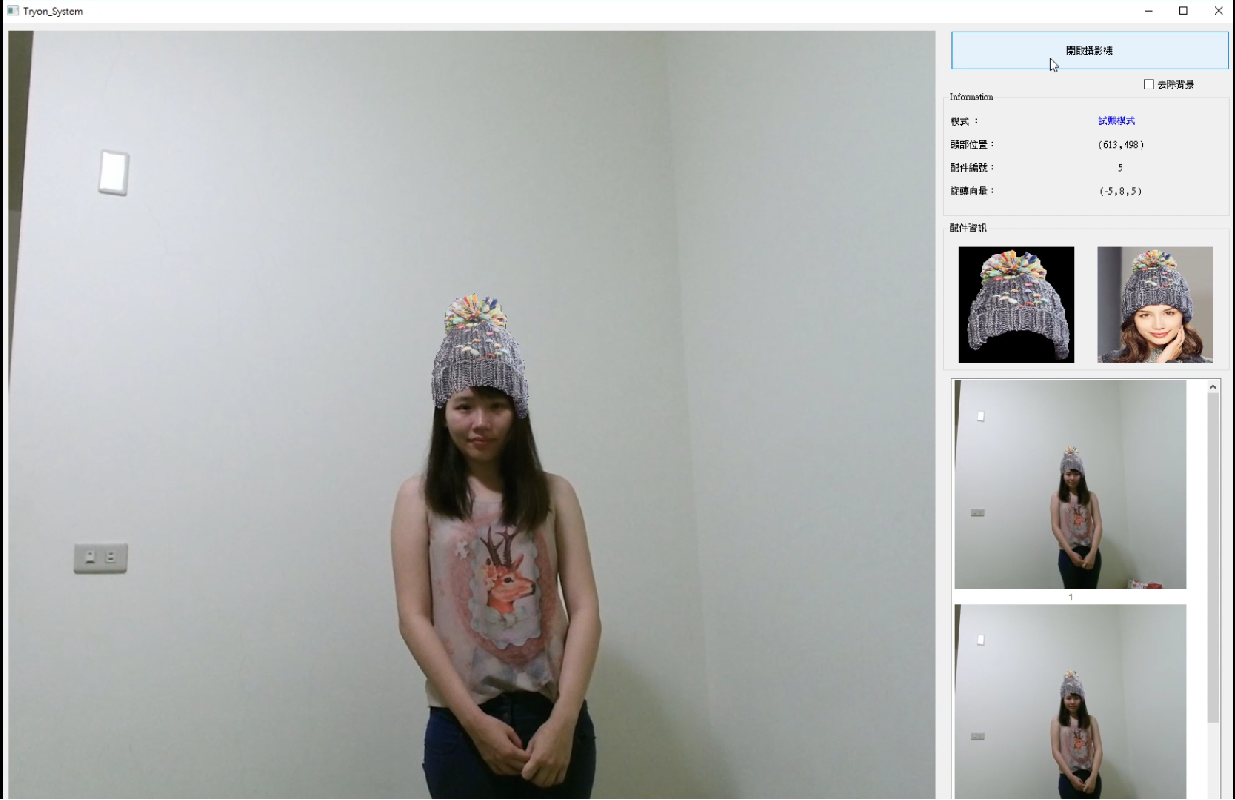 Tryon_System
開啟攝影機
去除背景
Information
模式 : 試戴模式
頭部位置 : (613,498)
配件編號 : 5
旋轉向量 : (-5,8,5)
配件資訊
1